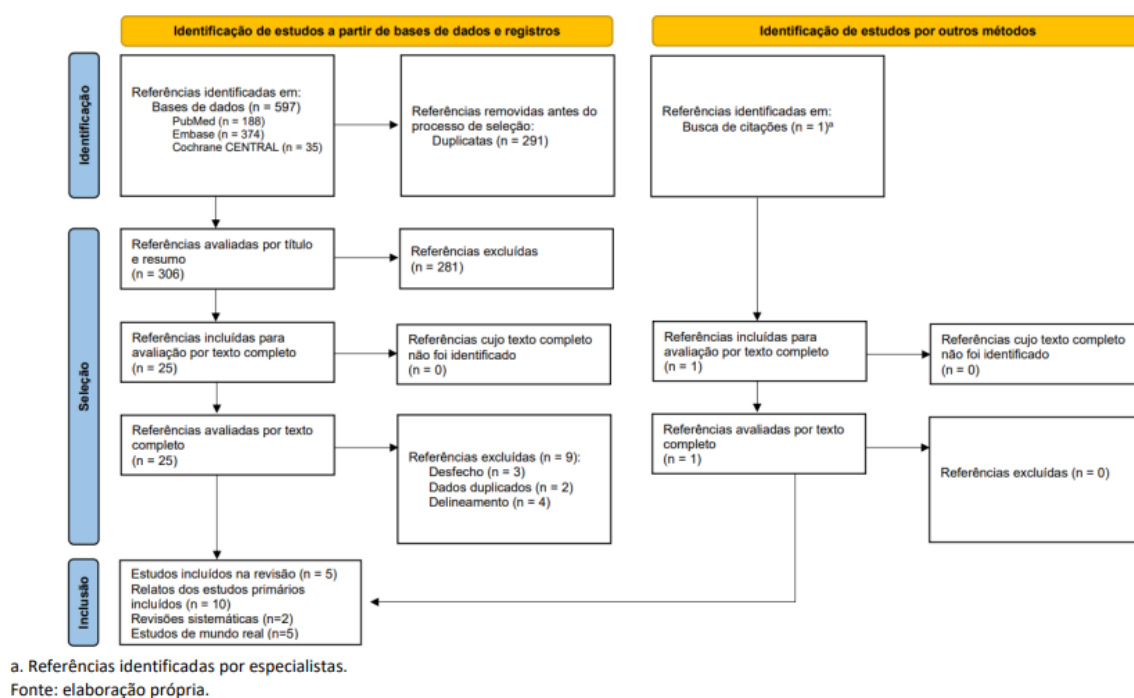 Identificação de estudos a partir de bases de dados e registros
Identificação de estudos por outros métodos
Identificação
Referências identificadas em:
Bases de dados (n = 597)
PubMed (n = 188)
Embase (n = 374)
Cochrane CENTRAL (n = 35)
Referências removidas antes do
processo de seleção:
Duplicatas (n = 291)
Referências identificadas em:
Busca de citações (n = 1)ª
Seleção
Referências avaliadas por título
e resumo
(n = 306)
Referências excluídas
(n = 281)
Referências incluídas para
avaliação por texto completo
(n = 25)
Referências cujo texto completo
não foi identificado
(n = 0)
Referências incluídas para
avaliação por texto completo
(n = 1)
Referências cujo texto completo
não foi identificado
(n = 0)
Referências avaliadas por texto
completo
(n = 25)
Referências excluídas (n = 9):
Desfecho (n = 3)
Dados duplicados (n = 2)
Delineamento (n = 4)
Referências avaliadas por texto
completo
(n = 1)
Referências excluídas (n = 0)
Inclusão
Estudos incluídos na revisão (n = 5)
Relatos dos estudos primários
incluídos (n = 10)
Revisões sistemáticas (n=2)
Estudos de mundo real (n=5)
a. Referências identificadas por especialistas.
Fonte: elaboração própria.